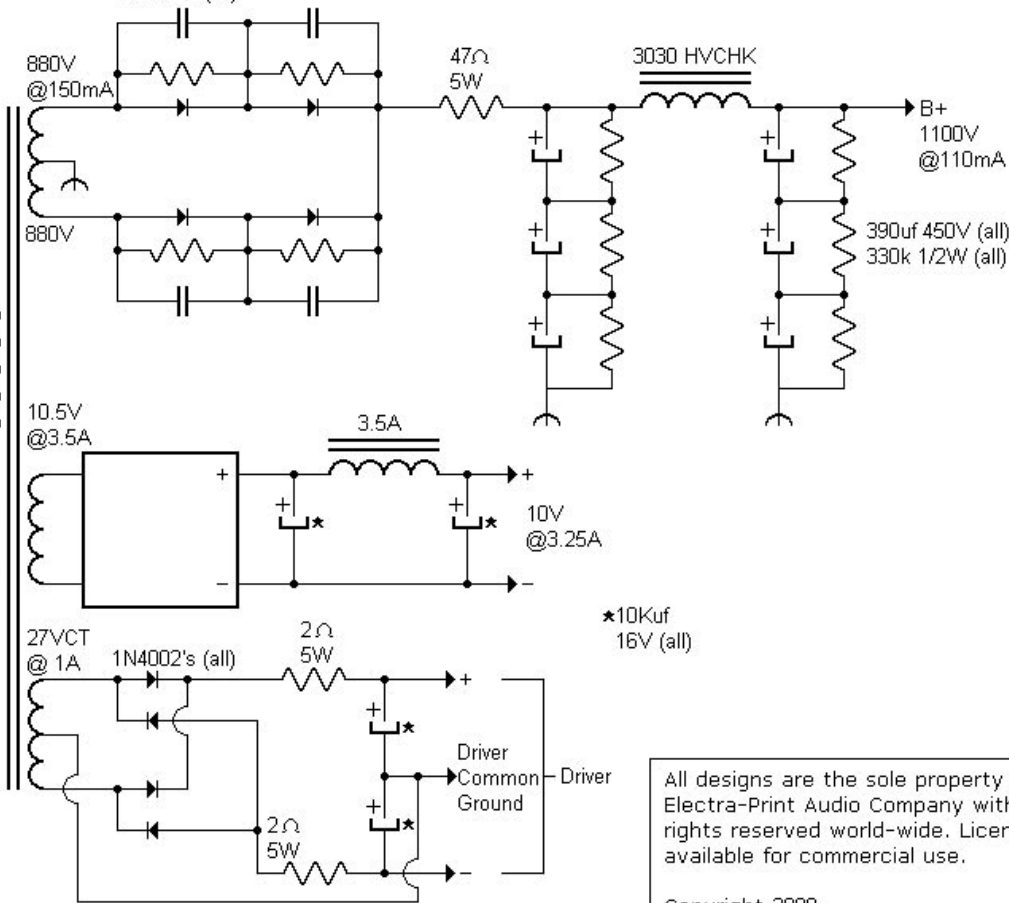 880V
@150mA
880V
47Ω
5W
3030 HVCHK
B+
1100V
@110mA
390uf 450V (all)
330k 1/2W (all)
+
+
+
+
+
+
10.5V
@3.5A
+
−
3.5A
+
★
+
★
+
−
10V
@3.25A
★10Kuf
16V (all)
27VCT
@ 1A
1N4002's (all)
2Ω
5W
2Ω
5W
+
★
+
★
+
−
Driver
Common
Ground
Driver
All designs are the sole property
Electra-Print Audio Company with
rights reserved world-wide. Licen
available for commercial use.